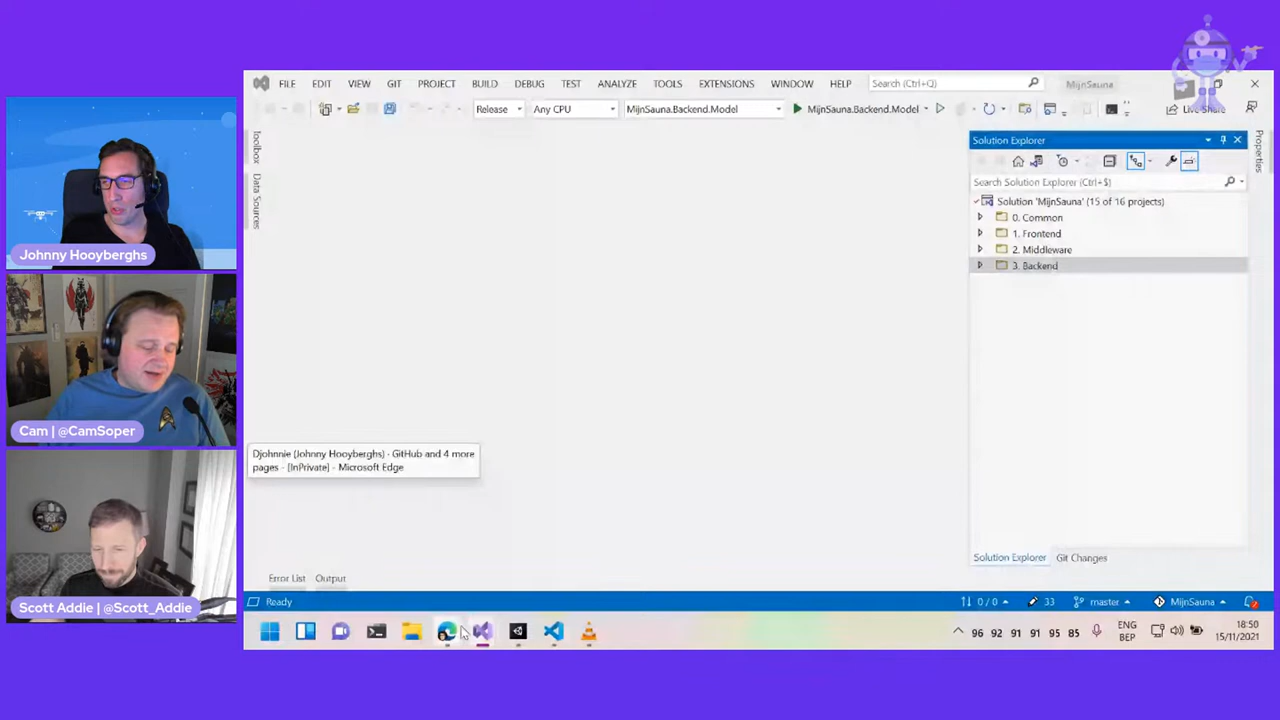 FILE EDIT VIEW GIT PROJECT BUILD DEBUG TEST ANALYZE TOOLS EXTENSIONS WINDOW HELP Search (Ctrl+Q) MijnSauna
Release Any CPU MijnSauna.Backend.Model MijnSauna.Backend.Model Live Share
Toolbox
Data Sources
Solution Explorer
Properties
Search Solution Explorer (Ctrl+$)
Solution 'MijnSauna' (15 of 16 projects)
0. Common
1. Frontend
2. Middleware
3. Backend
Johnny Hooyberghs
Cam | @CamSoper
Djohnnie (Johnny Hooyberghs) - GitHub and 4 more
pages - [InPrivate] - Microsoft Edge
Solution Explorer Git Changes
Error List Output
Scott Addie | @Scott_Addie
Ready 0 / 0 33 master MijnSauna
96 92 91 91 95 85 ENG 18:50
BEP 15/11/2021